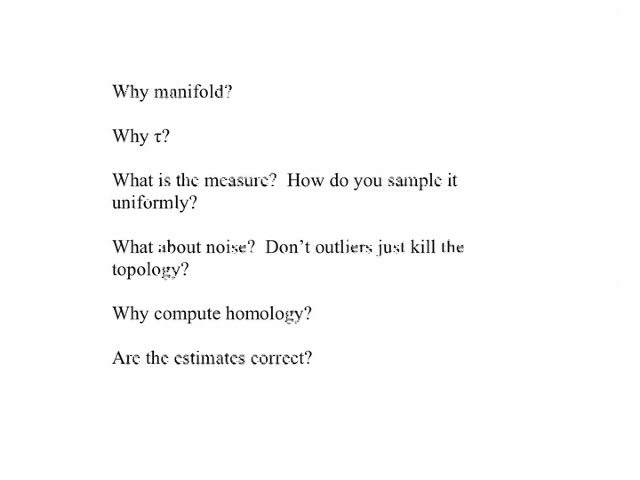 Why manifold?
Why τ?
What is the measure?  How do you sample it
uniformly?
What about noise?  Don't outliers just kill the
topology?
Why compute homology?
Are the estimates correct?